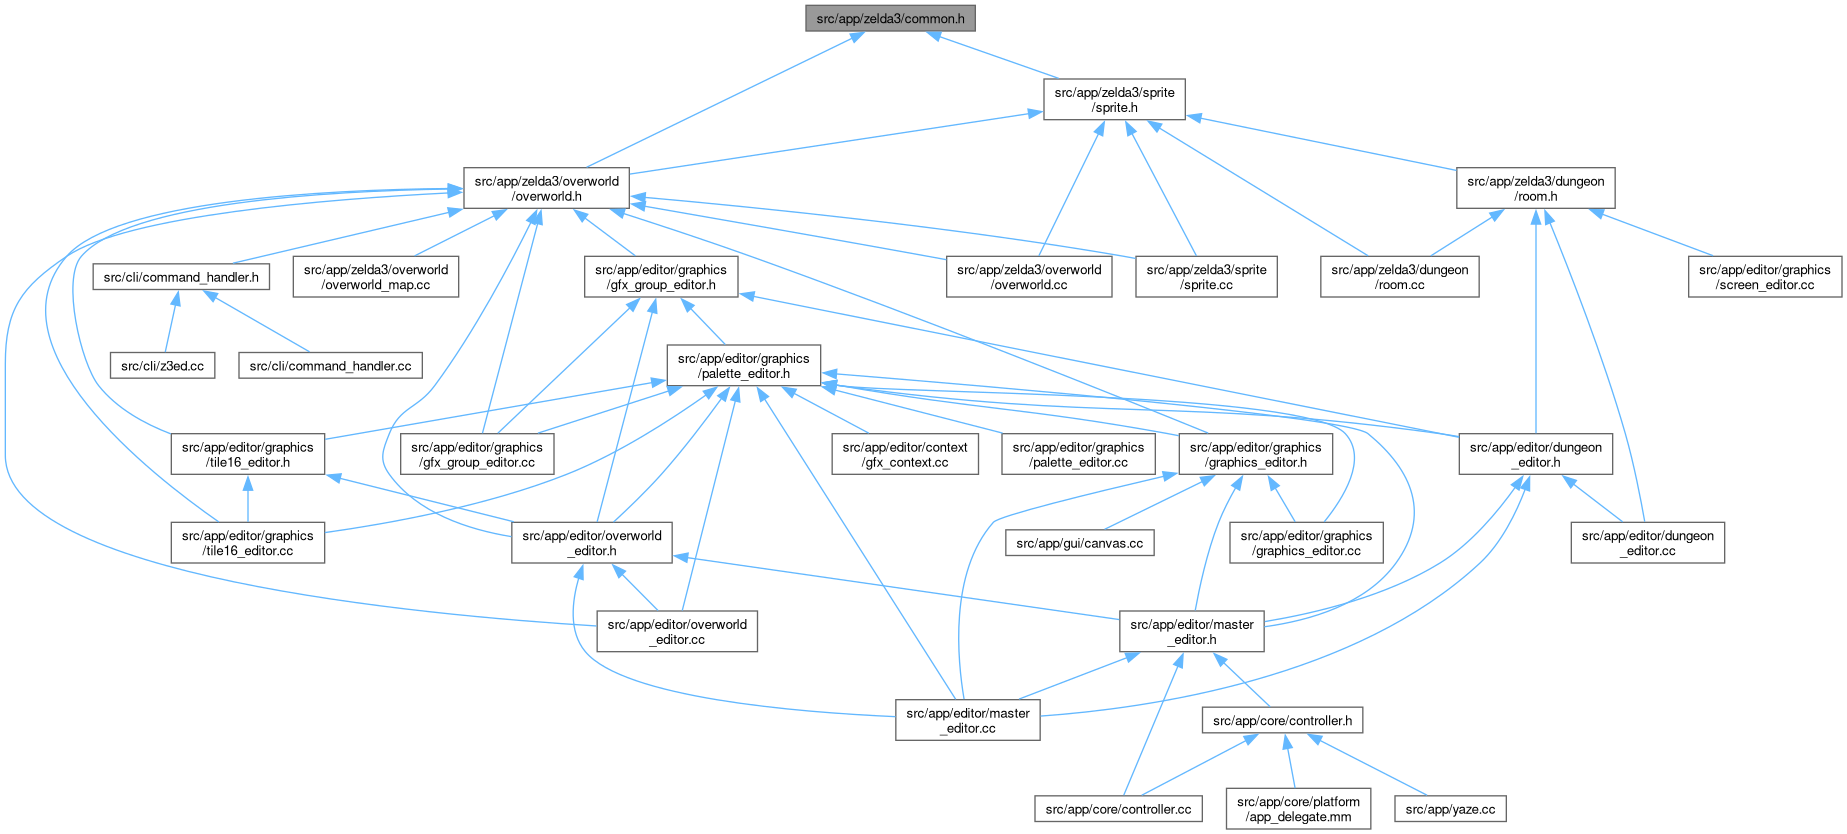 src/app/zelda3/common.h
src/app/zelda3/sprite
/sprite.h
src/app/zelda3/overworld
/overworld.h
src/app/zelda3/dungeon
/room.h
src/cli/command_handler.h
src/app/zelda3/overworld
/overworld_map.cc
src/app/editor/graphics
/gfx_group_editor.h
src/app/zelda3/overworld
/overworld.cc
src/app/zelda3/sprite
/sprite.cc
src/app/zelda3/dungeon
/room.cc
src/app/editor/graphics
/screen_editor.cc
src/cli/z3ed.cc
src/cli/command_handler.cc
src/app/editor/graphics
/palette_editor.h
src/app/editor/graphics
/tile16_editor.h
src/app/editor/graphics
/gfx_group_editor.cc
src/app/editor/context
/gfx_context.cc
src/app/editor/graphics
/palette_editor.cc
src/app/editor/graphics
/graphics_editor.h
src/app/editor/dungeon
_editor.h
src/app/editor/graphics
/tile16_editor.cc
src/app/editor/overworld
_editor.h
src/app/gui/canvas.cc
src/app/editor/graphics
/graphics_editor.cc
src/app/editor/dungeon
_editor.cc
src/app/editor/overworld
_editor.cc
src/app/editor/master
_editor.h
src/app/editor/master
_editor.cc
src/app/core/controller.h
src/app/core/controller.cc
src/app/core/platform
/app_delegate.mm
src/app/yaze.cc